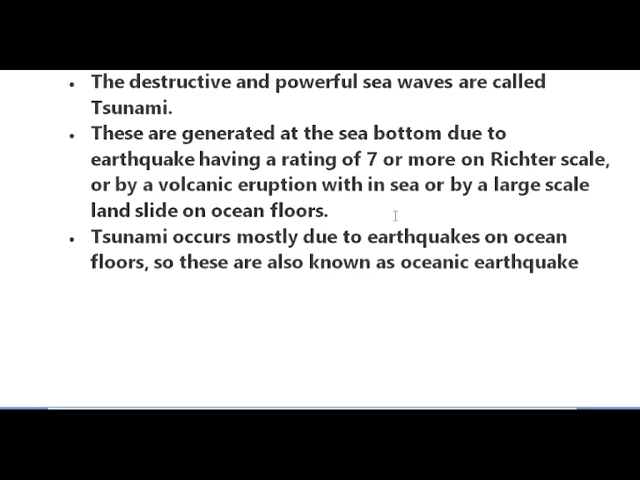 • The destructive and powerful sea waves are called
Tsunami.
• These are generated at the sea bottom due to
earthquake having a rating of 7 or more on Richter scale,
or by a volcanic eruption with in sea or by a large scale
land slide on ocean floors.
• Tsunami occurs mostly due to earthquakes on ocean
floors, so these are also known as oceanic earthquake